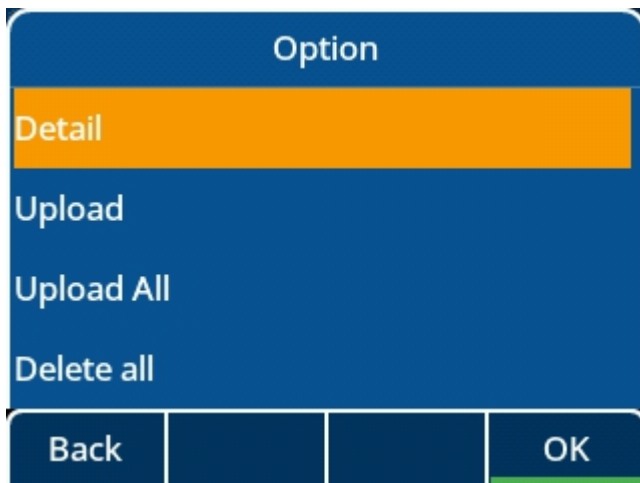 Option
Detail
Upload
Upload All
Delete all
Back OK